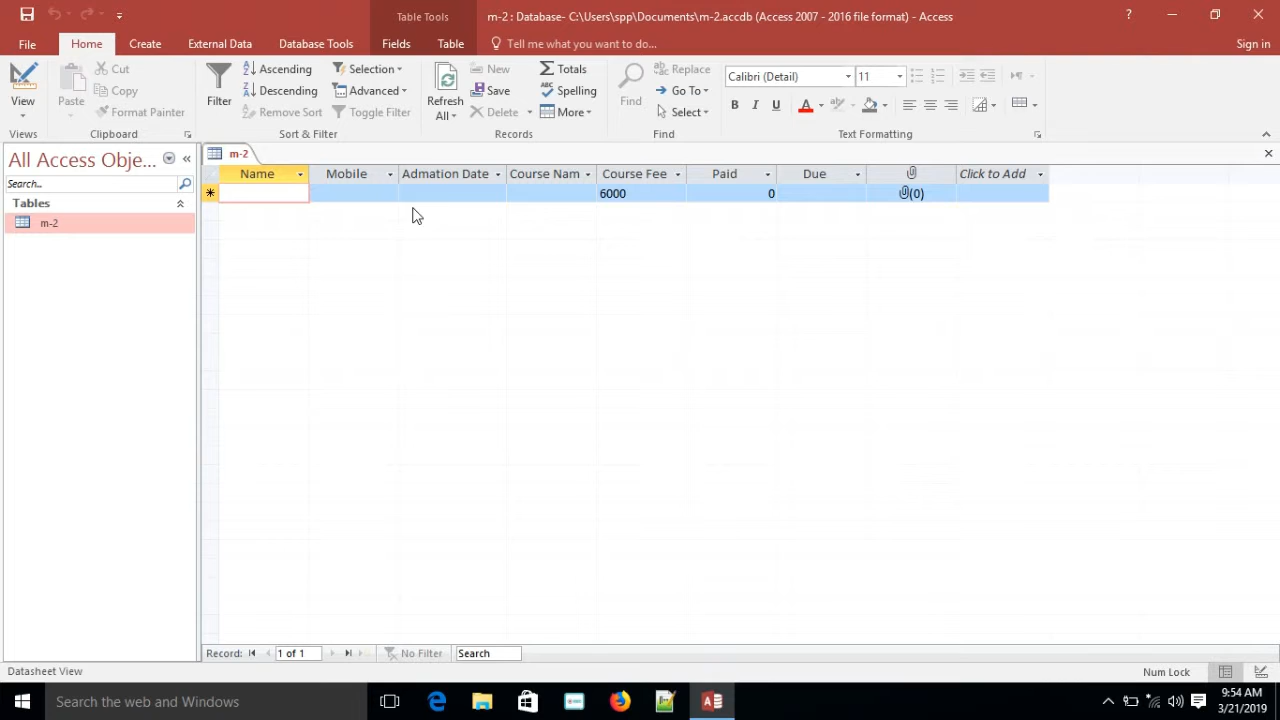 Table Tools
m-2 : Database- C:\Users\spp\Documents\m-2.accdb (Access 2007 - 2016 file format) - Access
?
File Home Create External Data Database Tools Fields Table Tell me what you want to do... Sign in
View
Views
Paste
Cut
Copy
Format Painter
Clipboard
Filter
Ascending
Descending
Remove Sort
Selection
Advanced
Toggle Filter
Sort & Filter
Refresh
All
New
Save
Delete
Totals
Spelling
More
Records
Find
Replace
Go To
Select
Find
Calibri (Detail) 11
B I U A
Text Formatting
All Access Obje...
Search..
Tables
m-2
m-2
Name Mobile Admation Date Course Nam Course Fee Paid Due Click to Add
6000 0 (0)
Record: 1 of 1 No Filter Search
Datasheet View Num Lock
Search the web and Windows
9:54 AM
3/21/2019